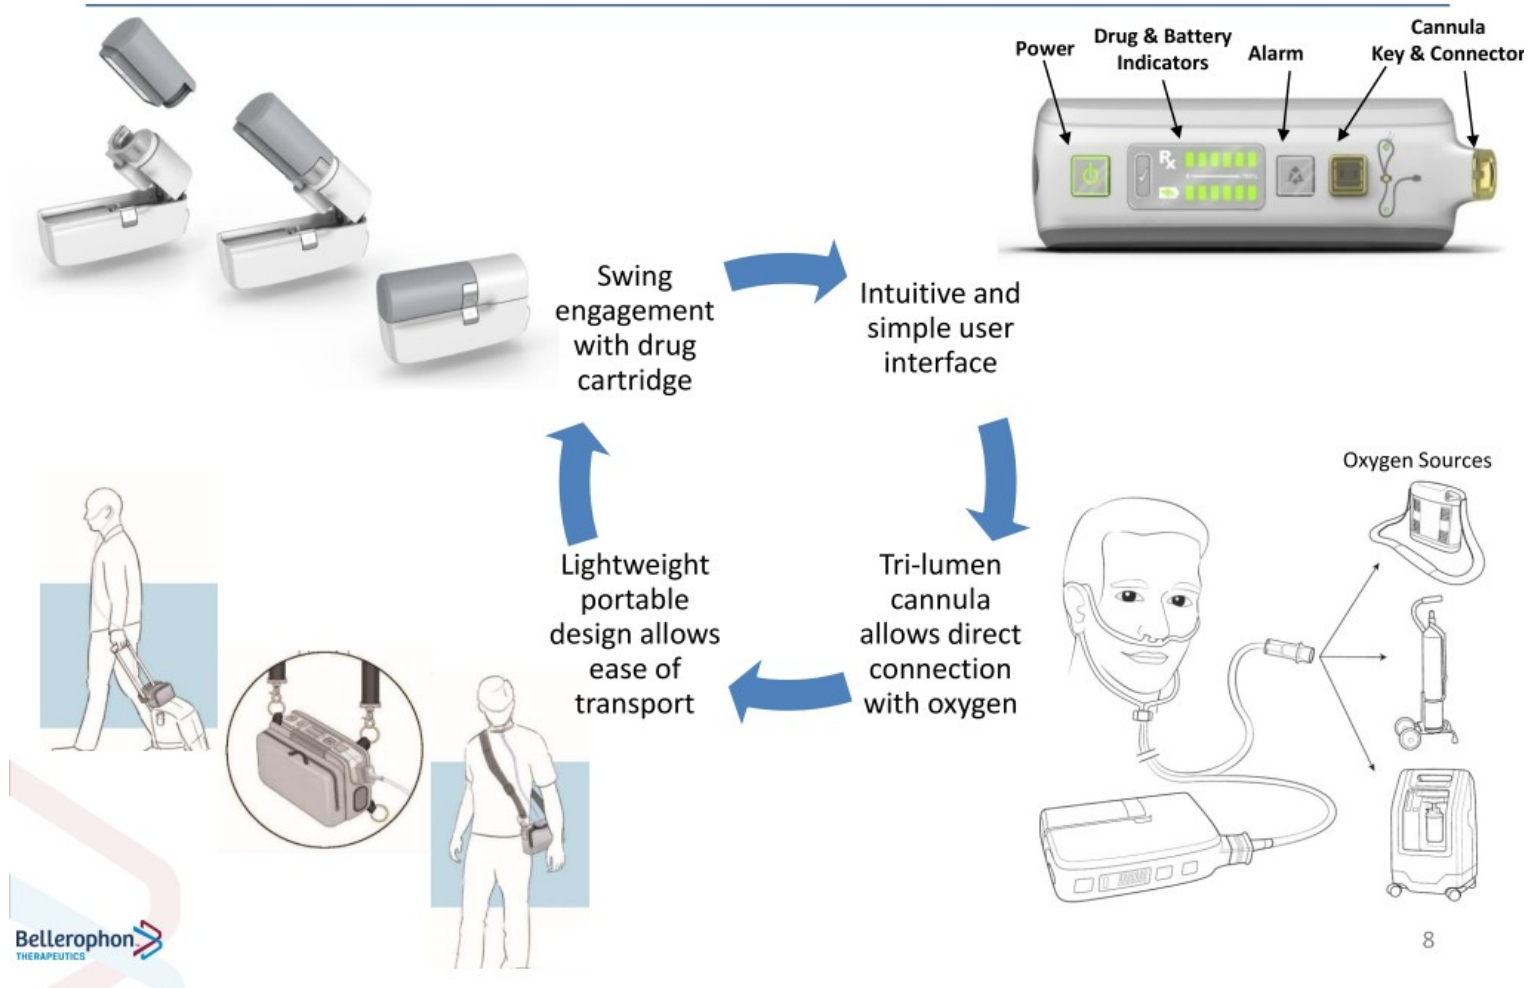 Power
Drug & Battery
Indicators
Alarm
Cannula
Key & Connector
Rx
Swing
engagement
with drug
cartridge
Intuitive and
simple user
interface
Oxygen Sources
Lightweight
portable
design allows
ease of
transport
Tri-lumen
cannula
allows direct
connection
with oxygen
Bellerophon
THERAPEUTICS
8